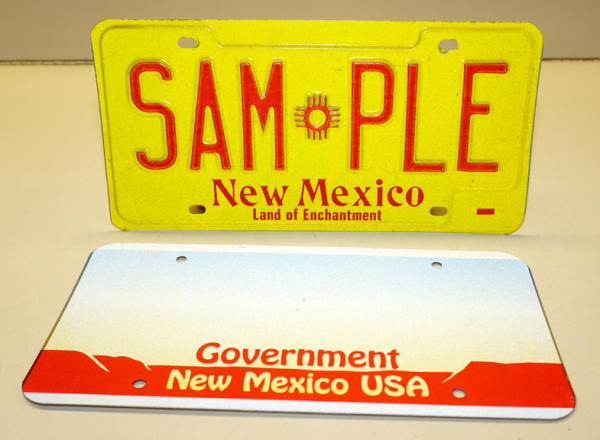 SAM PLE
New Mexico
Land of Enchantment
Government
New Mexico USA